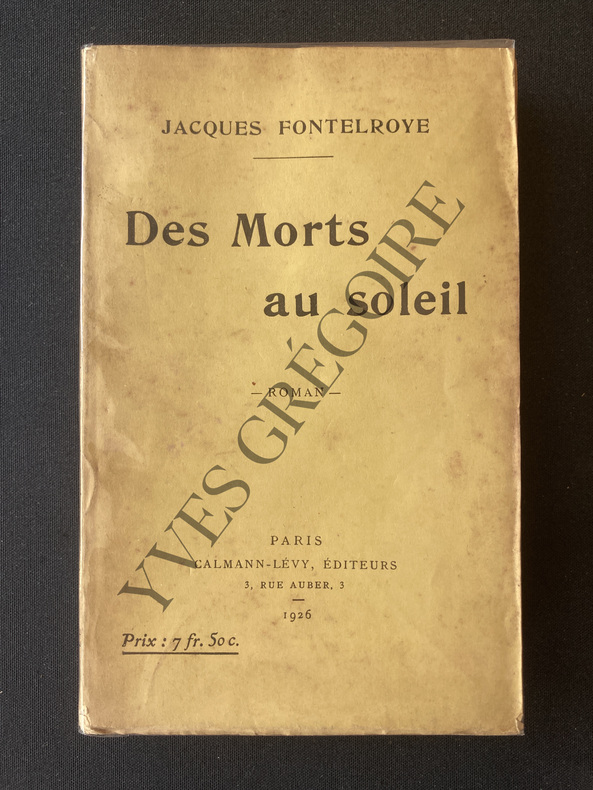 JACQUES FONTELROYE
Des Morts
au soleil
— ROMAN —
PARIS
CALMANN-LÉVY, ÉDITEURS
3, RUE AUBER, 3
1926
Prix : 7 fr. 50 c.
YVES GRÉGOIRE